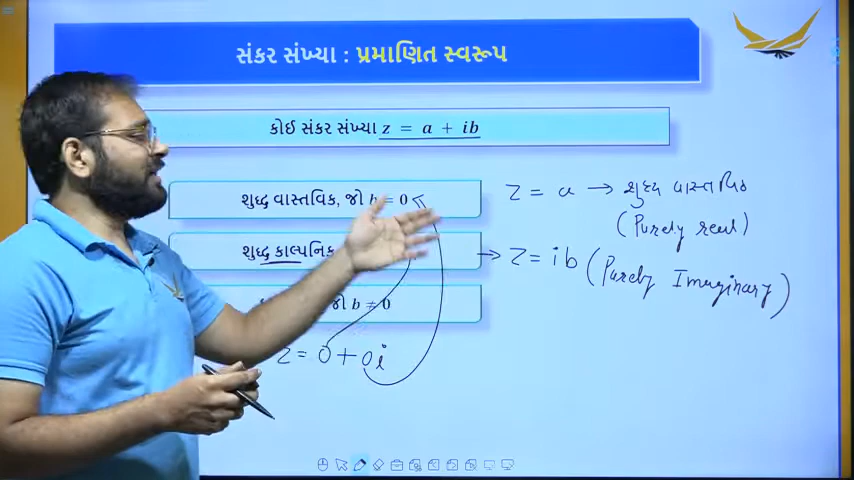 સંકર સંખ્યા : પ્રમાણિત સ્વરૂપ
કોઈ સંકર સંખ્યા z = a + ib
શુદ્ધ વાસ્તવિક, જો b = 0
z = a → શુદ્ધ વાસ્તવિક
(Purely real)
શુદ્ધ કાલ્પનિક
→ z = ib (Purely Imaginary)
જો b ≠ 0
z = 0 + 0i